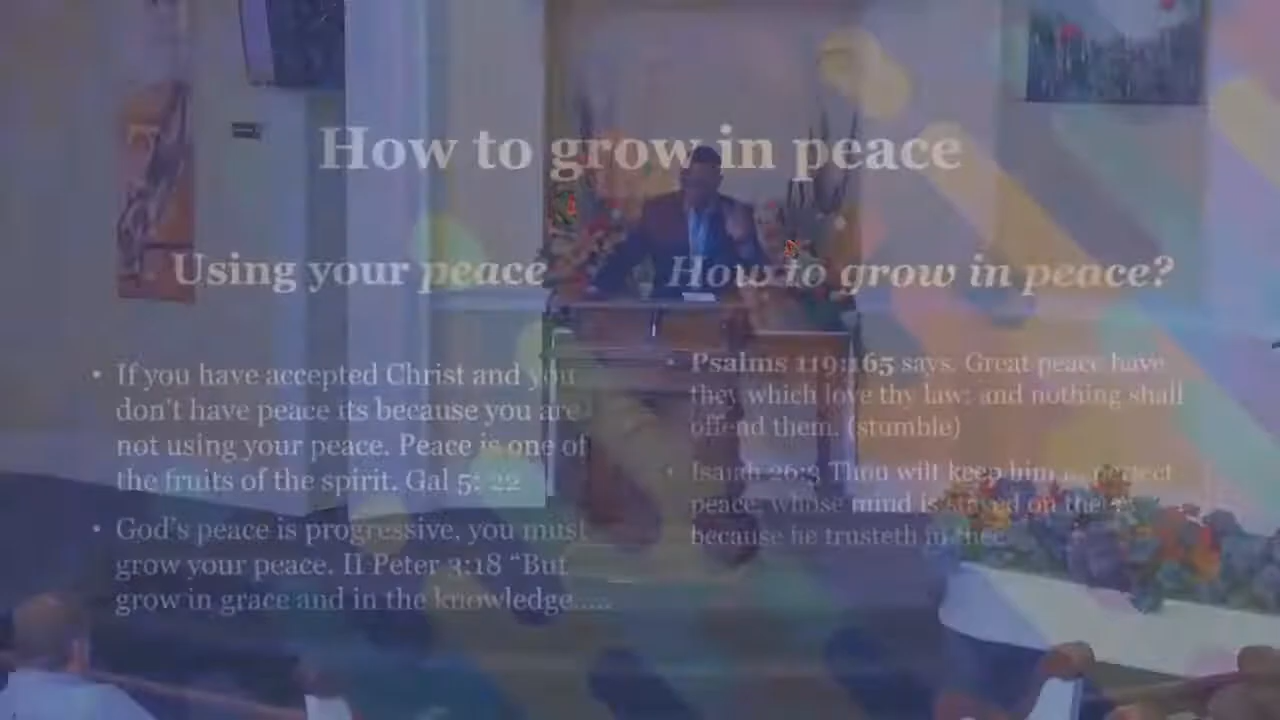 How to grow in peace
Using your peace
If you have accepted Christ and you
don't have peace its because you are
not using your peace. Peace is one of
the fruits of the spirit. Gal 5: 22
God's peace is progressive, you must
grow your peace. II Peter 3:18 "But
grow in grace and in the knowledge.....
How to grow in peace?
Psalms 119:165 says. Great peace have
they which love thy law: and nothing shall
offend them. (stumble)
Isaiah 26:3 Thou wilt keep him perfect
peace, whose mind is stayed on
because he trusteth in thee